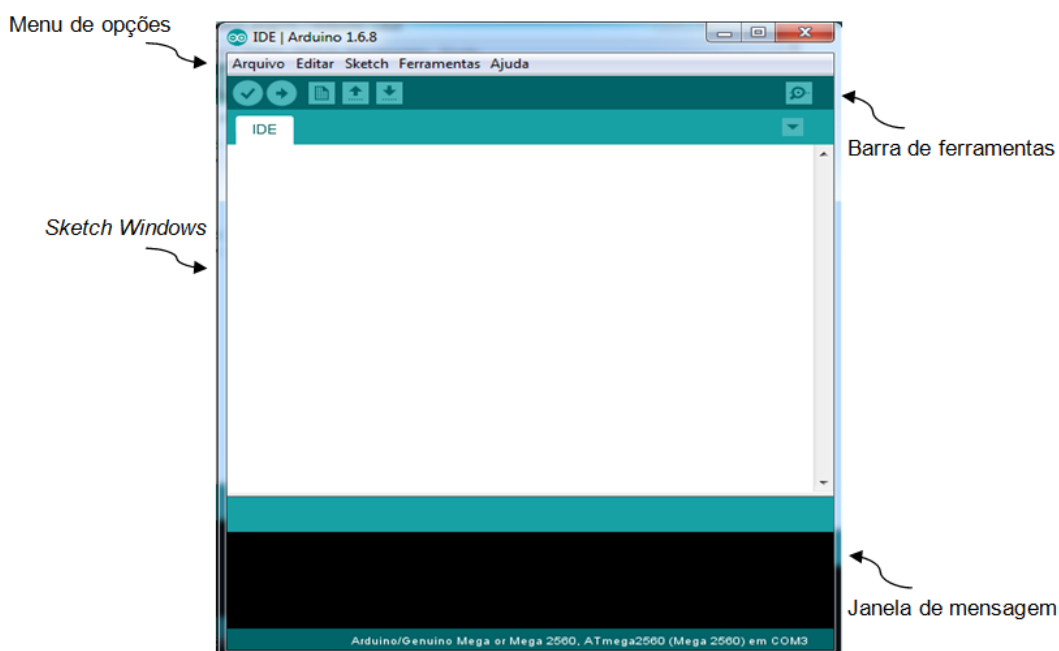 Menu de opções
IDE | Arduino 1.6.8
Arquivo Editar Sketch Ferramentas Ajuda
IDE
Barra de ferramentas
Sketch Windows
Janela de mensagem
Arduino/Genuino Mega or Mega 2560, ATmega2560 (Mega 2560) em COM3